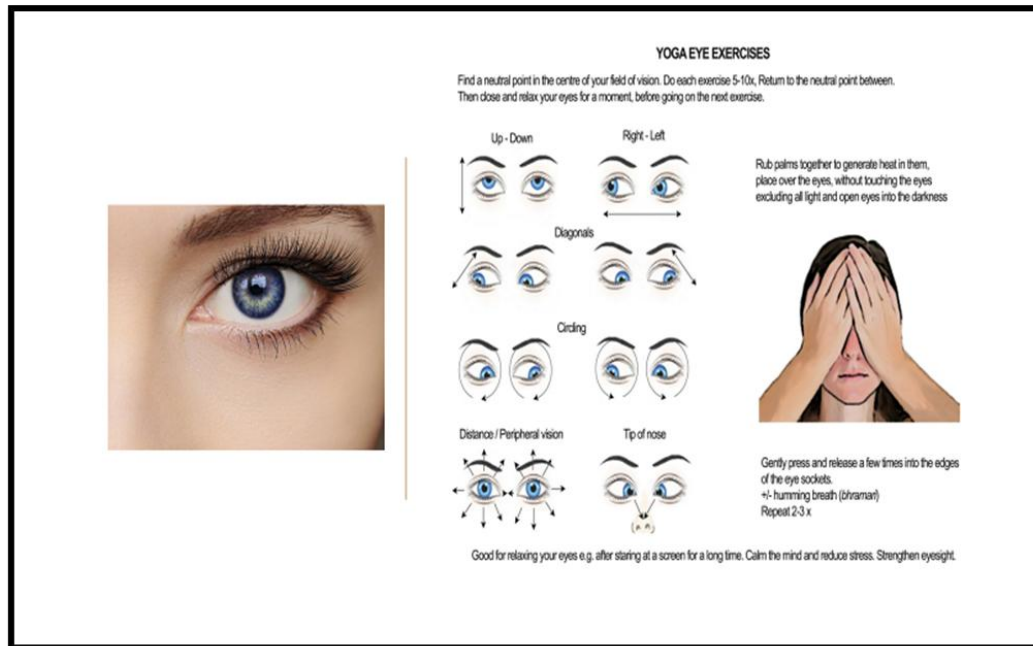 YOGA EYE EXERCISES
Find a neutral point in the centre of your field of vision. Do each exercise 5-10x, Return to the neutral point between.
Then close and relax your eyes for a moment, before going on the next exercise.
Up - Down
Right - Left
Diagonals
Circling
Distance / Peripheral vision
Tip of nose
Rub palms together to generate heat in them,
place over the eyes, without touching the eyes
excluding all light and open eyes into the darkness
Gently press and release a few times into the edges
of the eye sockets.
+/- humming breath (bhramari)
Repeat 2-3 x
Good for relaxing your eyes e.g. after staring at a screen for a long time. Calm the mind and reduce stress. Strengthen eyesight.